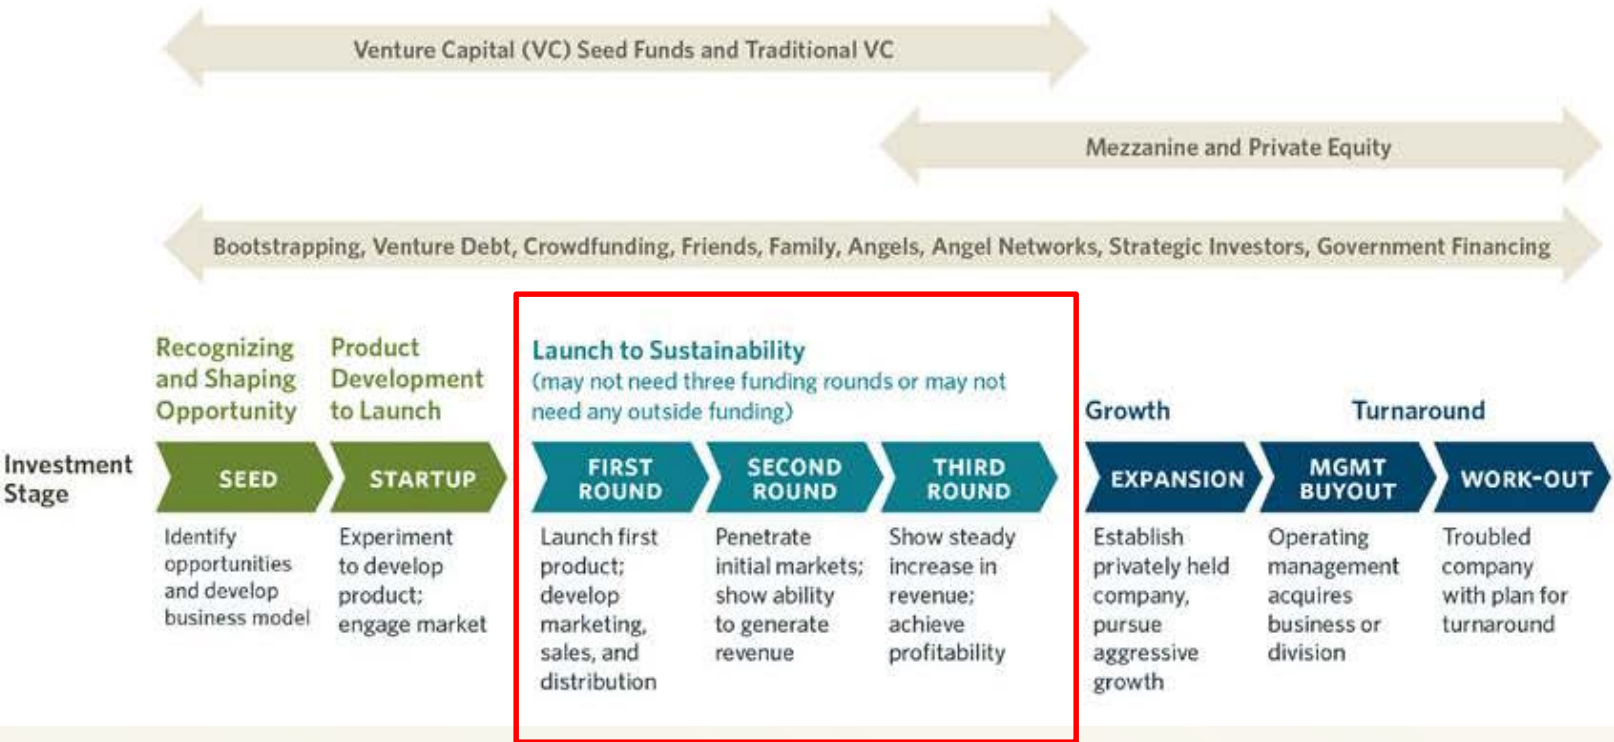 Venture Capital (VC) Seed Funds and Traditional VC
Mezzanine and Private Equity
Bootstrapping, Venture Debt, Crowdfunding, Friends, Family, Angels, Angel Networks, Strategic Investors, Government Financing
Recognizing
and Shaping
Opportunity
Product
Development
to Launch
Launch to Sustainability
(may not need three funding rounds or may not
need any outside funding)
Growth
Turnaround
Investment
Stage
SEED
STARTUP
FIRST
ROUND
SECOND
ROUND
THIRD
ROUND
EXPANSION
MGMT
BUYOUT
WORK-OUT
Identify
opportunities
and develop
business model
Experiment
to develop
product;
engage market
Launch first
product;
develop
marketing,
sales, and
distribution
Penetrate
initial markets;
show ability
to generate
revenue
Show steady
increase in
revenue;
achieve
profitability
Establish
privately held
company,
pursue
aggressive
growth
Operating
management
acquires
business or
division
Troubled
company
with plan for
turnaround